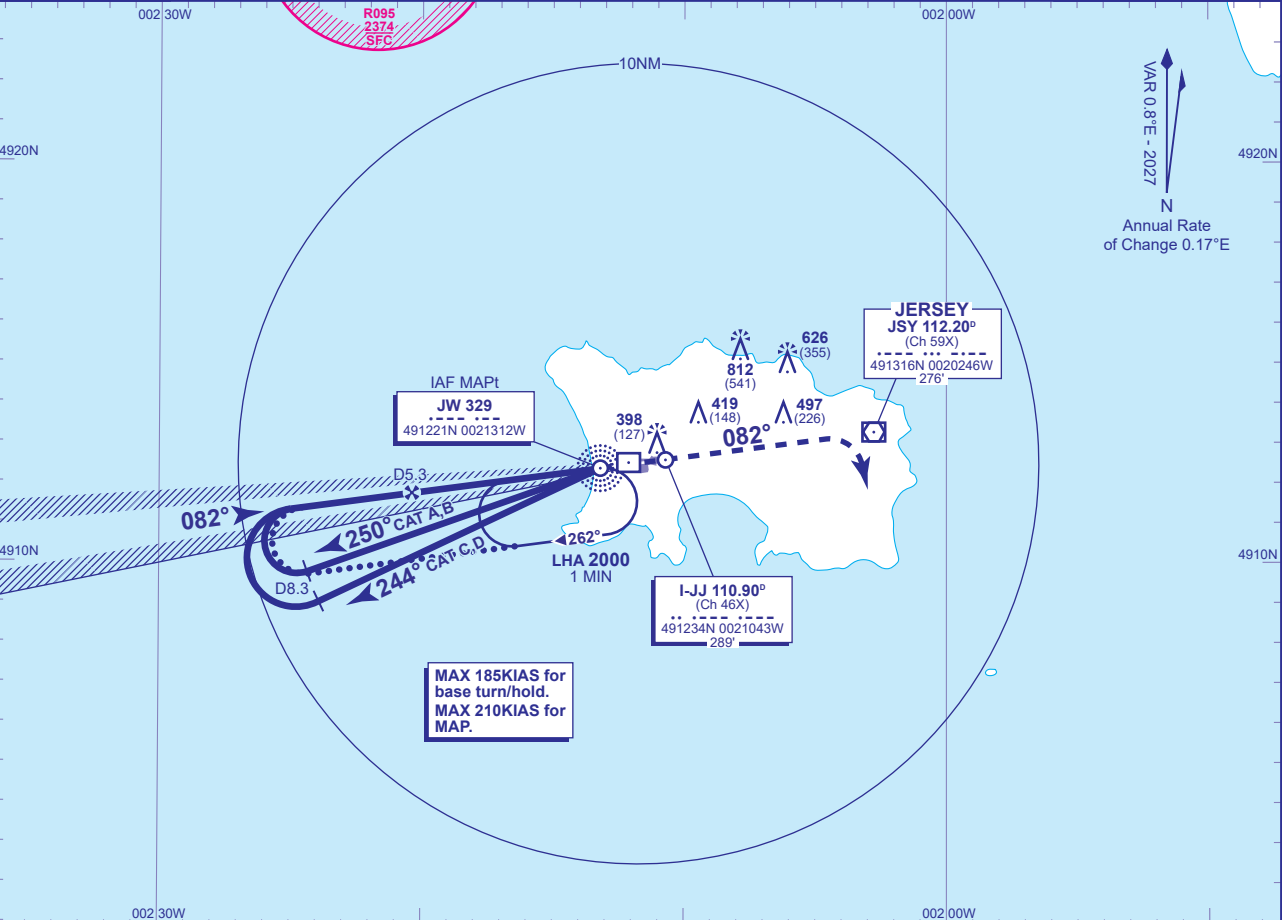 002 30W
R095
2374
SFC
002 00W
10NM
VAR 0.8°E - 2027
4920N
4920N
N
Annual Rate
of Change 0.17°E
JERSEY
JSY 112.20ᴰ
(Ch 59X)
491316N 0020246W
276'
626
(355)
812
(541)
IAF MAPt
JW 329
491221N 0021312W
398
(127)
419
(148)
497
(226)
082°
D5.3
082°
250° CAT A,B
262°
4910N
4910N
LHA 2000
1 MIN
244° CAT C,D
D8.3
I-JJ 110.90ᴰ
(Ch 46X)
491234N 0021043W
289'
MAX 185KIAS for
base turn/hold.
MAX 210KIAS for
MAP.
002 30W
002 00W